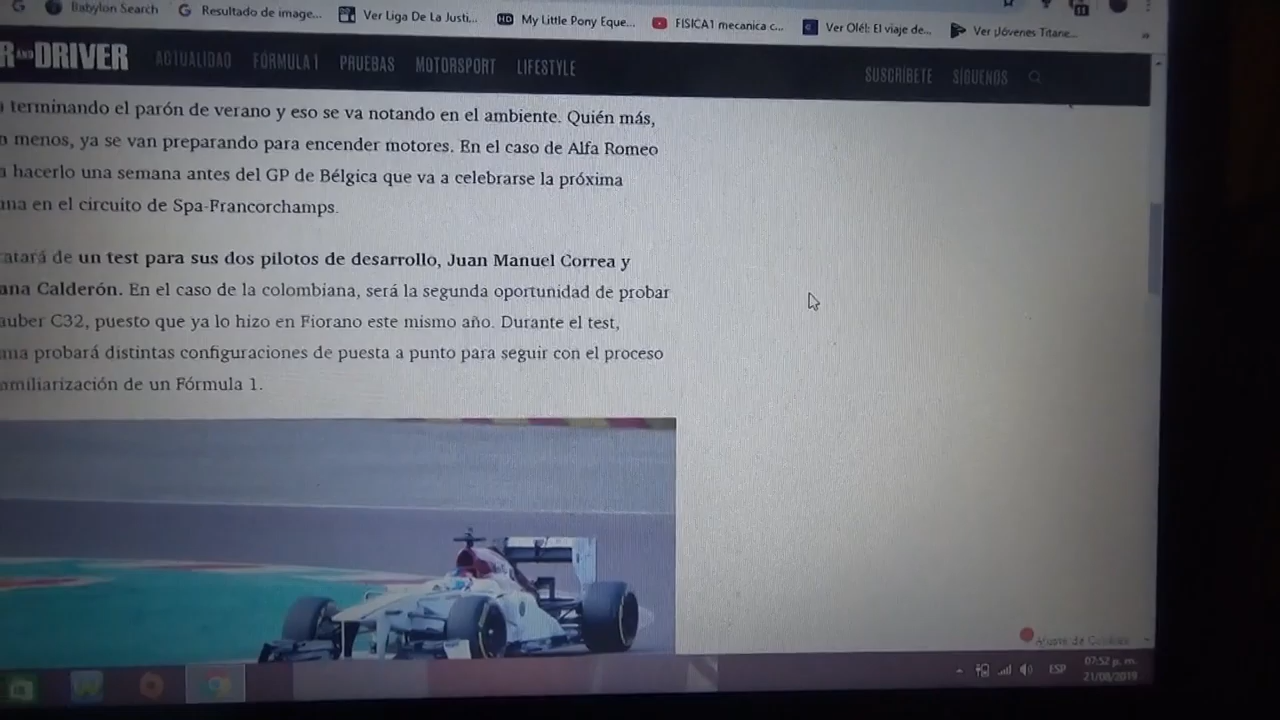 Babylon Search
Resultado de image...
Ver Liga De La Justi...
HD My Little Pony Eque...
FISICA1 mecanica c...
Ver ¡Olé!: El viaje de...
Ver ¡Jóvenes Titane...
»
R AND DRIVER ACTUALIDAD FÓRMULA 1 PRUEBAS MOTORSPORT LIFESTYLE SUSCRÍBETE SÍGUENOS
terminando el parón de verano y eso se va notando en el ambiente. Quién más,
menos, ya se van preparando para encender motores. En el caso de Alfa Romeo
a hacerlo una semana antes del GP de Bélgica que va a celebrarse la próxima
ana en el circuito de Spa-Francorchamps.
atará de un test para sus dos pilotos de desarrollo, Juan Manuel Correa y
ana Calderón. En el caso de la colombiana, será la segunda oportunidad de probar
auber C32, puesto que ya lo hizo en Fiorano este mismo año. Durante el test,
ma probará distintas configuraciones de puesta a punto para seguir con el proceso
amiliarización de un Fórmula 1.
Ajuste de Cookies
ESP
07:52 p. m.
21/08/2019